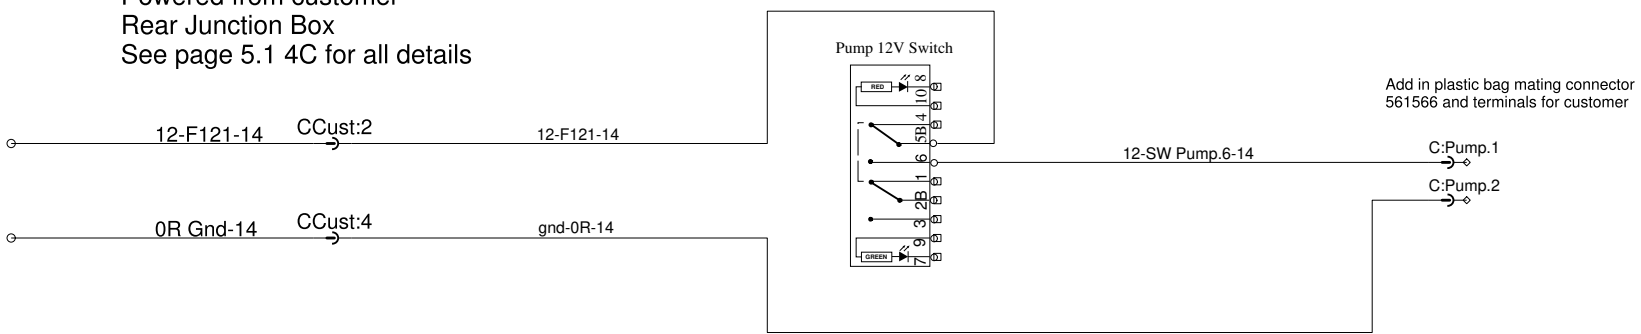 Powered from customer
Rear Junction Box
See page 5.1 4C for all details
Pump 12V Switch
Add in plastic bag mating connector
561566 and terminals for customer
12-F121-14
CCust:2
12-F121-14
0R Gnd-14
CCust:4
gnd-0R-14
RED
8
10
4
5B
6
1
2B
3
9
7
GREEN
12-SW Pump.6-14
C:Pump.1
C:Pump.2